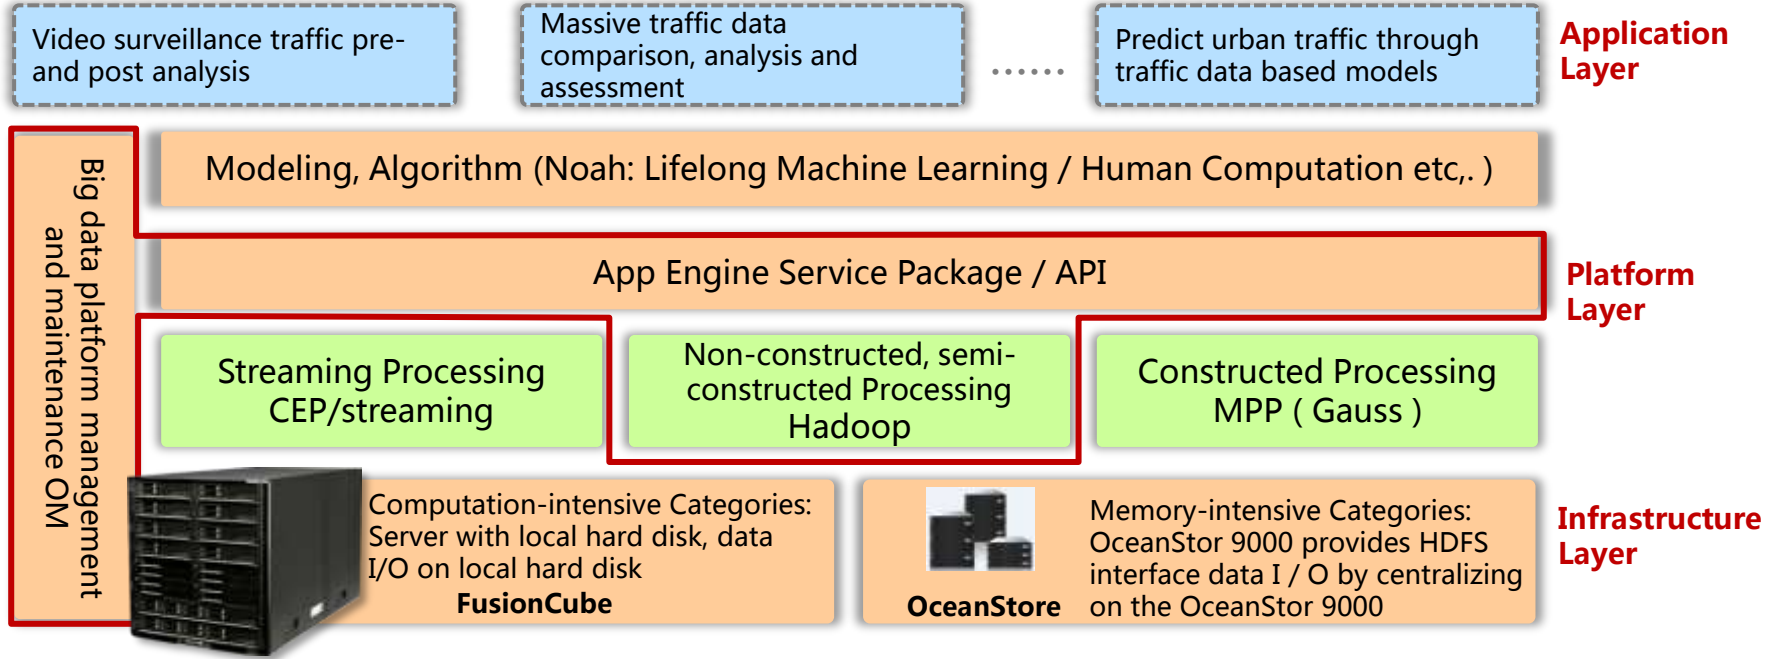 Video surveillance traffic pre-
and post analysis
Massive traffic data
comparison, analysis and
assessment
......
Predict urban traffic through
traffic data based models
Application
Layer
Big data platform management
and maintenance OM
Modeling, Algorithm (Noah: Lifelong Machine Learning / Human Computation etc,. )
App Engine Service Package / API
Platform
Layer
Streaming Processing
CEP/streaming
Non-constructed, semi-
constructed Processing
Hadoop
Constructed Processing
MPP ( Gauss )
Computation-intensive Categories:
Server with local hard disk, data
I/O on local hard disk
FusionCube
OceanStore
Memory-intensive Categories:
OceanStor 9000 provides HDFS
interface data I / O by centralizing
on the OceanStor 9000
Infrastructure
Layer